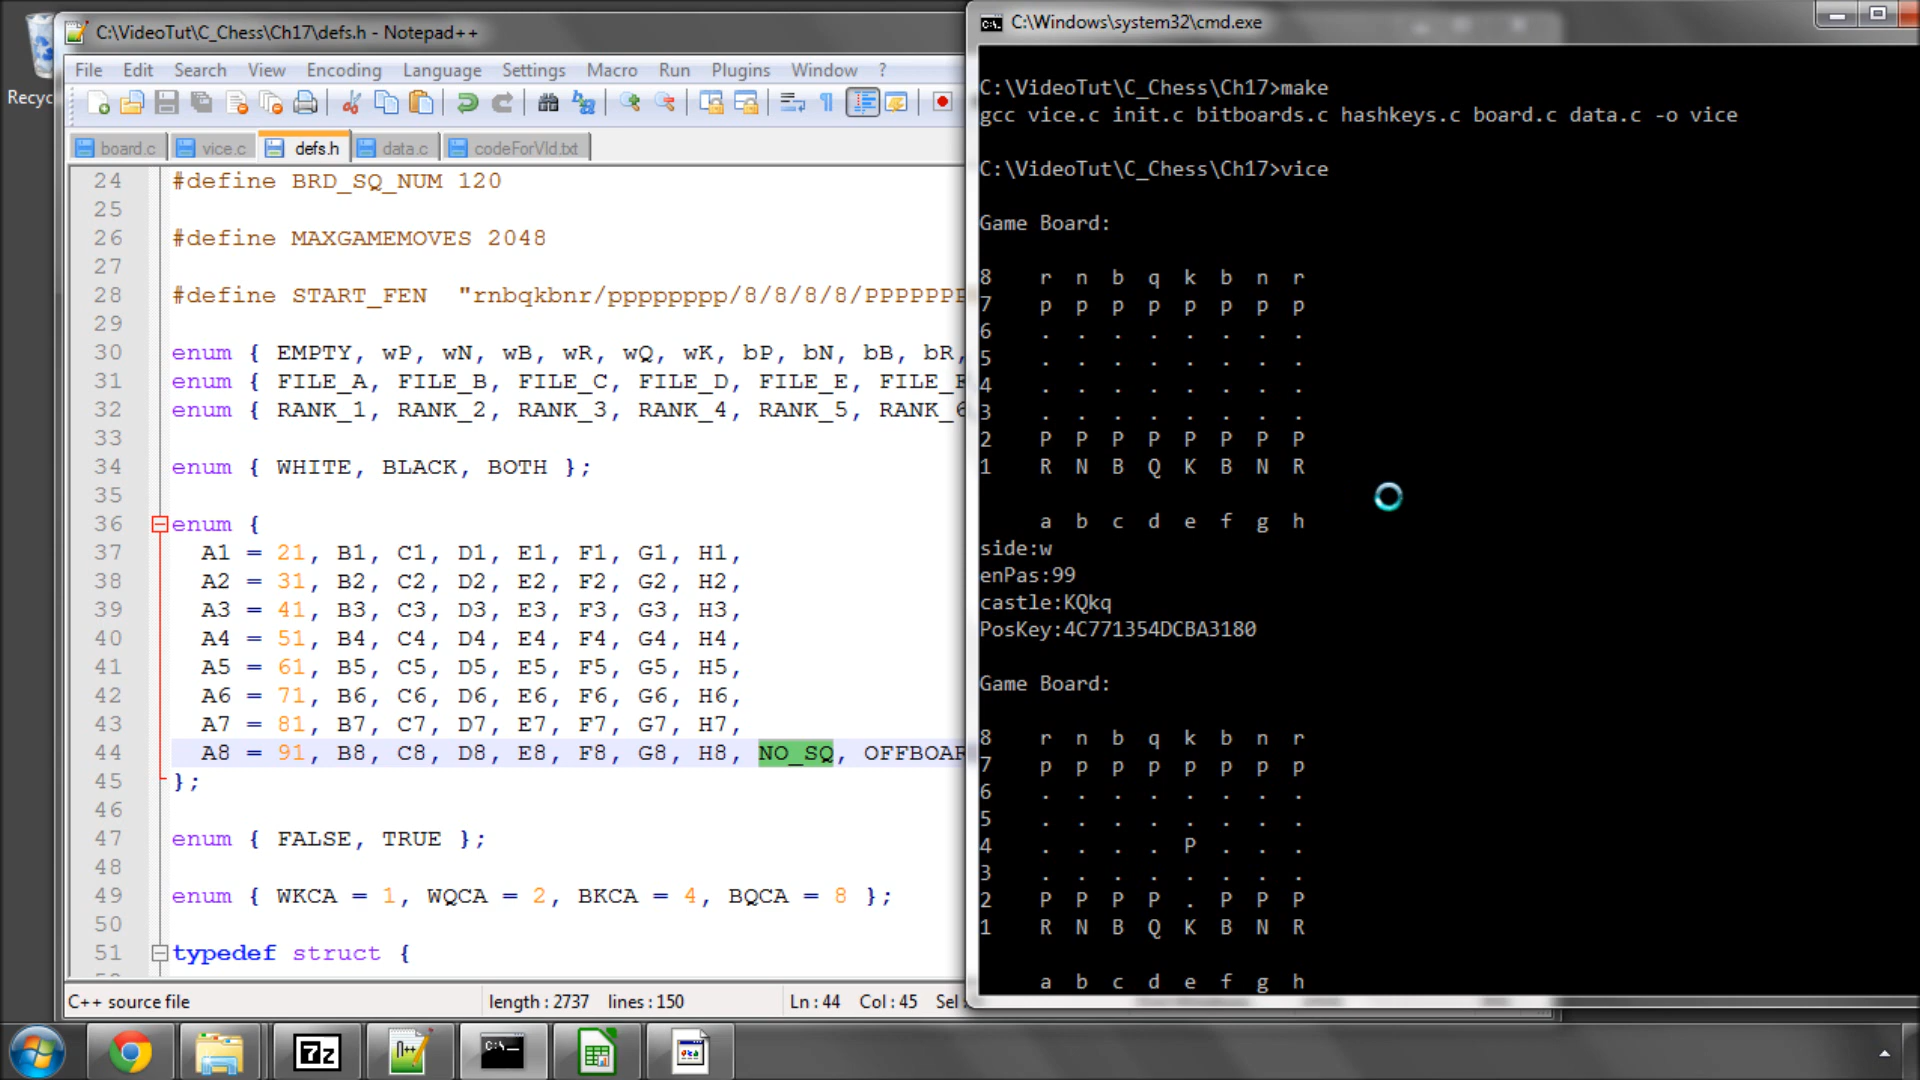 Recyc
C:\VideoTut\C_Chess\Ch17\defs.h - Notepad++
File Edit Search View Encoding Language Settings Macro Run Plugins Window ?
board.c vice.c defs.h data.c codeForVId.txt
24 #define BRD_SQ_NUM 120
25
26 #define MAXGAMEMOVES 2048
27
28 #define START_FEN "rnbqkbnr/pppppppp/8/8/8/8/PPPPPPP
29
30 enum { EMPTY, wP, wN, wB, wR, wQ, wK, bP, bN, bB, bR,
31 enum { FILE_A, FILE_B, FILE_C, FILE_D, FILE_E, FILE_F
32 enum { RANK_1, RANK_2, RANK_3, RANK_4, RANK_5, RANK_6
33
34 enum { WHITE, BLACK, BOTH };
35
36 enum {
37 A1 = 21, B1, C1, D1, E1, F1, G1, H1,
38 A2 = 31, B2, C2, D2, E2, F2, G2, H2,
39 A3 = 41, B3, C3, D3, E3, F3, G3, H3,
40 A4 = 51, B4, C4, D4, E4, F4, G4, H4,
41 A5 = 61, B5, C5, D5, E5, F5, G5, H5,
42 A6 = 71, B6, C6, D6, E6, F6, G6, H6,
43 A7 = 81, B7, C7, D7, E7, F7, G7, H7,
44 A8 = 91, B8, C8, D8, E8, F8, G8, H8, NO_SQ, OFFBOAR
45 };
46
47 enum { FALSE, TRUE };
48
49 enum { WKCA = 1, WQCA = 2, BKCA = 4, BQCA = 8 };
50
51 typedef struct {
C++ source file length : 2737 lines : 150 Ln : 44 Col : 45 Sel :
C:\Windows\system32\cmd.exe
C:\VideoTut\C_Chess\Ch17>make
gcc vice.c init.c bitboards.c hashkeys.c board.c data.c -o vice
C:\VideoTut\C_Chess\Ch17>vice
Game Board:
8 r n b q k b n r
7 p p p p p p p p
6 . . . . . . . .
5 . . . . . . . .
4 . . . . . . . .
3 . . . . . . . .
2 P P P P P P P P
1 R N B Q K B N R
a b c d e f g h
side:w
enPas:99
castle:KQkq
PosKey:4C771354DCBA3180
Game Board:
8 r n b q k b n r
7 p p p p p p p p
6 . . . . . . . .
5 . . . . . . . .
4 . . . . P . . .
3 . . . . . . . .
2 P P P P . P P P
1 R N B Q K B N R
a b c d e f g h
7z